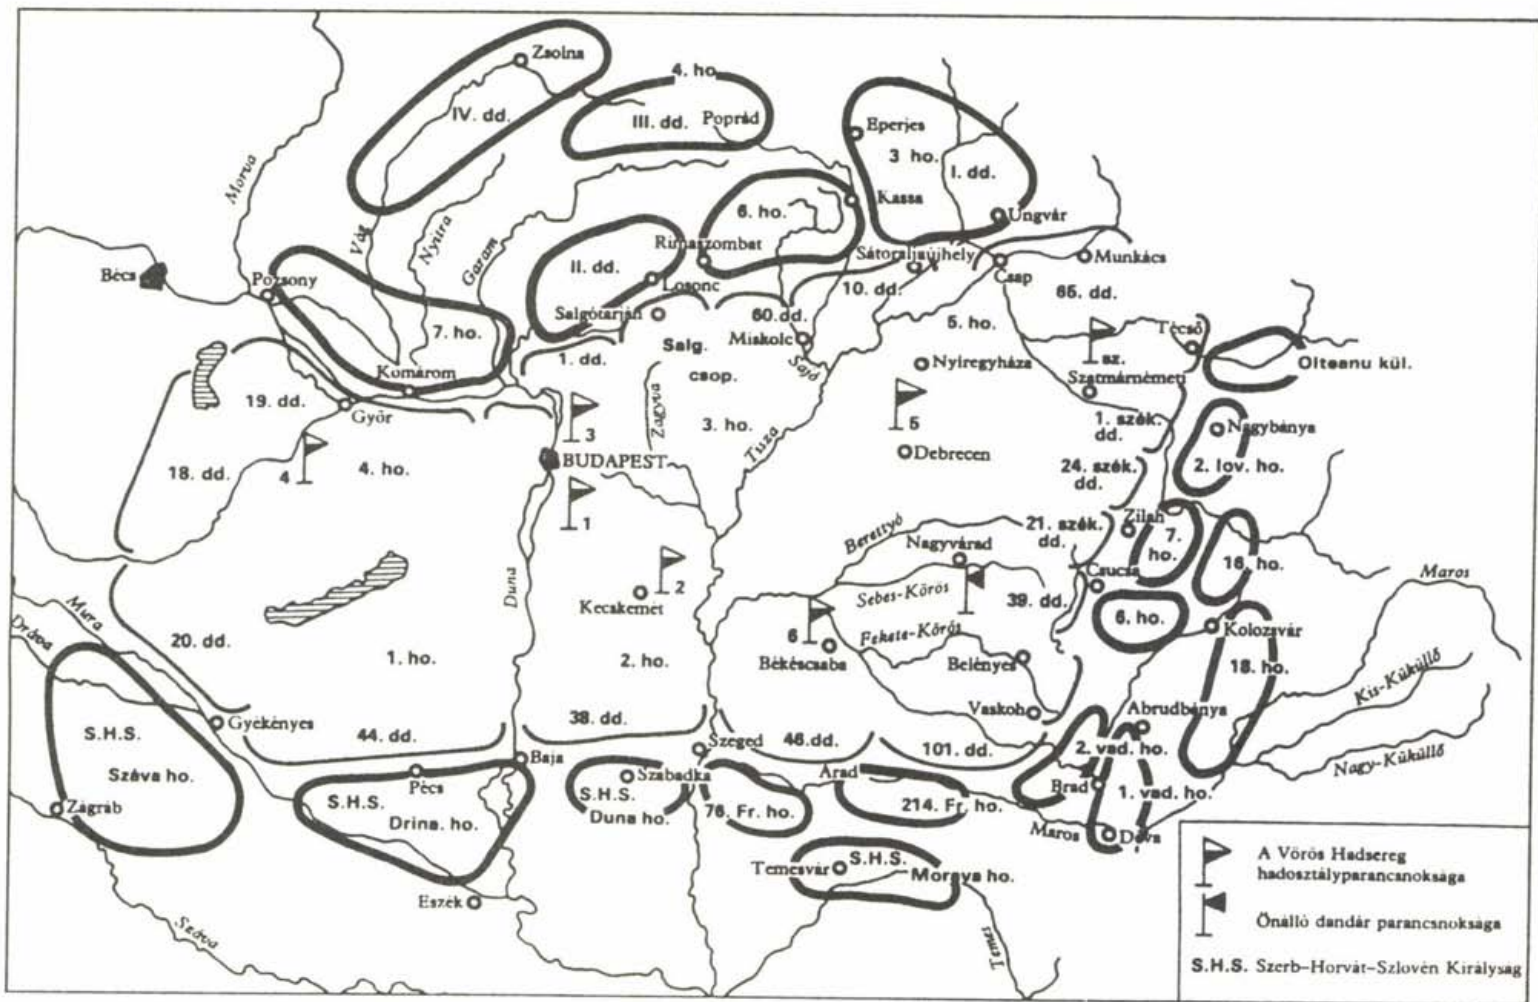 Zsolna
4. ho.
IV. dd.
III. dd.
Poprád
Eperjes
3 ho.
I. dd.
Morva
Vág
Nyitra
Garam
6. ho.
Kassa
Ungvár
Rimaszombat
II. dd.
Losonc
Sátoraljaújhely
Csap
Munkács
Bécs
Pozsony
10. dd.
65. dd.
7. ho.
Salgótarján
60. dd.
5. ho.
Miskolc
Sajó
1. dd.
Salg.
csop.
Técső
sz.
Olteanu kül.
Komárom
Nyíregyháza
Szatmárnémeti
19. dd.
Győr
3
Zagyva
3. ho.
Tisza
5
1. szék.
dd.
Nagybánya
18. dd.
4
4. ho.
BUDAPEST
Debrecen
24. szék.
dd.
2. lov. ho.
1
Berettyó
21. szék.
dd.
Zilah
7.
ho.
16. ho.
Nagyvárad
Csucsa
Maros
Duna
Kecskemét
2
Sebes-Körös
39. dd.
6. ho.
Kolozsvár
Mura
Dráva
20. dd.
1. ho.
2. ho.
6
Békéscsaba
Fekete-Körös
Belényes
18. ho.
Kis-Küküllő
Vaskoh
Abrudbánya
Gyékényes
S.H.S.
Száva ho.
44. dd.
38. dd.
Szeged
46. dd.
101. dd.
2. vad. ho.
Nagy-Küküllő
Baja
Pécs
Szabadka
Arad
Brad
1. vad. ho.
Zágráb
S.H.S.
Drina. ho.
S.H.S.
Duna ho.
76. Fr. ho.
214. Fr. ho.
Maros
Déva
Temesvár
S.H.S.
Morava ho.
Eszék
Száva
Temes
A Vörös Hadsereg
hadosztályparancsnoksága
Önálló dandár parancsnoksága
S.H.S. Szerb–Horvát–Szlovén Királyság